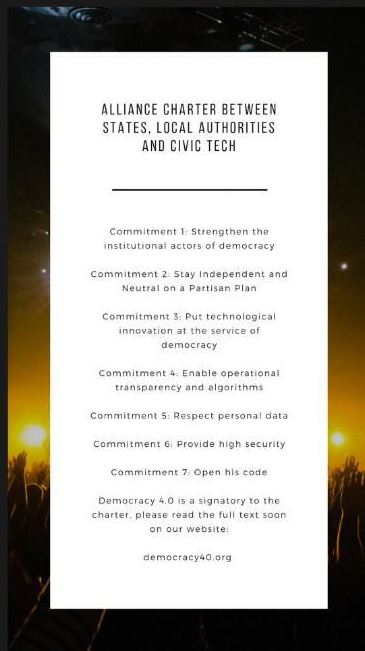 ALLIANCE CHARTER BETWEEN
STATES, LOCAL AUTHORITIES
AND CIVIC TECH
Commitment 1: Strengthen the
institutional actors of democracy
Commitment 2: Stay Independent and
Neutral on a Partisan Plan
Commitment 3: Put technological
innovation at the service of
democracy
Commitment 4: Enable operational
transparency and algorithms
Commitment 5: Respect personal data
Commitment 6: Provide high security
Commitment 7: Open his code
Democracy 4.0 is a signatory to the
charter, please read the full text soon
on our website:
democracy40.org